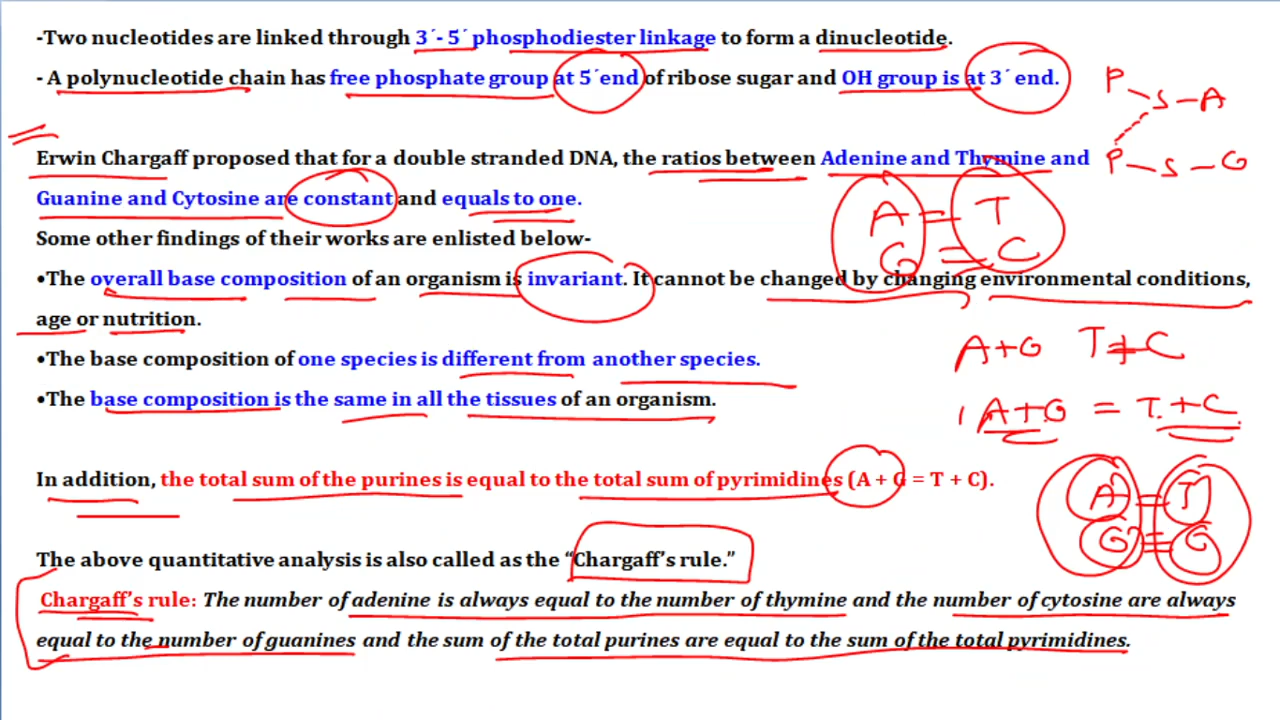 -Two nucleotides are linked through 3´- 5´ phosphodiester linkage to form a dinucleotide.
- A polynucleotide chain has free phosphate group at 5´end of ribose sugar and OH group is at 3´ end.
P
S – A
P – S – G
Erwin Chargaff proposed that for a double stranded DNA, the ratios between Adenine and Thymine and
Guanine and Cytosine are constant and equals to one.
A = T
G ≡ C
Some other findings of their works are enlisted below-
•The overall base composition of an organism is invariant. It cannot be changed by changing environmental conditions,
age or nutrition.
A+G T+C
•The base composition of one species is different from another species.
•The base composition is the same in all the tissues of an organism.
A+G = T+C
In addition, the total sum of the purines is equal to the total sum of pyrimidines (A + G = T + C).
A = T
G ≡ G
The above quantitative analysis is also called as the “Chargaff’s rule.”
Chargaff’s rule: The number of adenine is always equal to the number of thymine and the number of cytosine are always
equal to the number of guanines and the sum of the total purines are equal to the sum of the total pyrimidines.